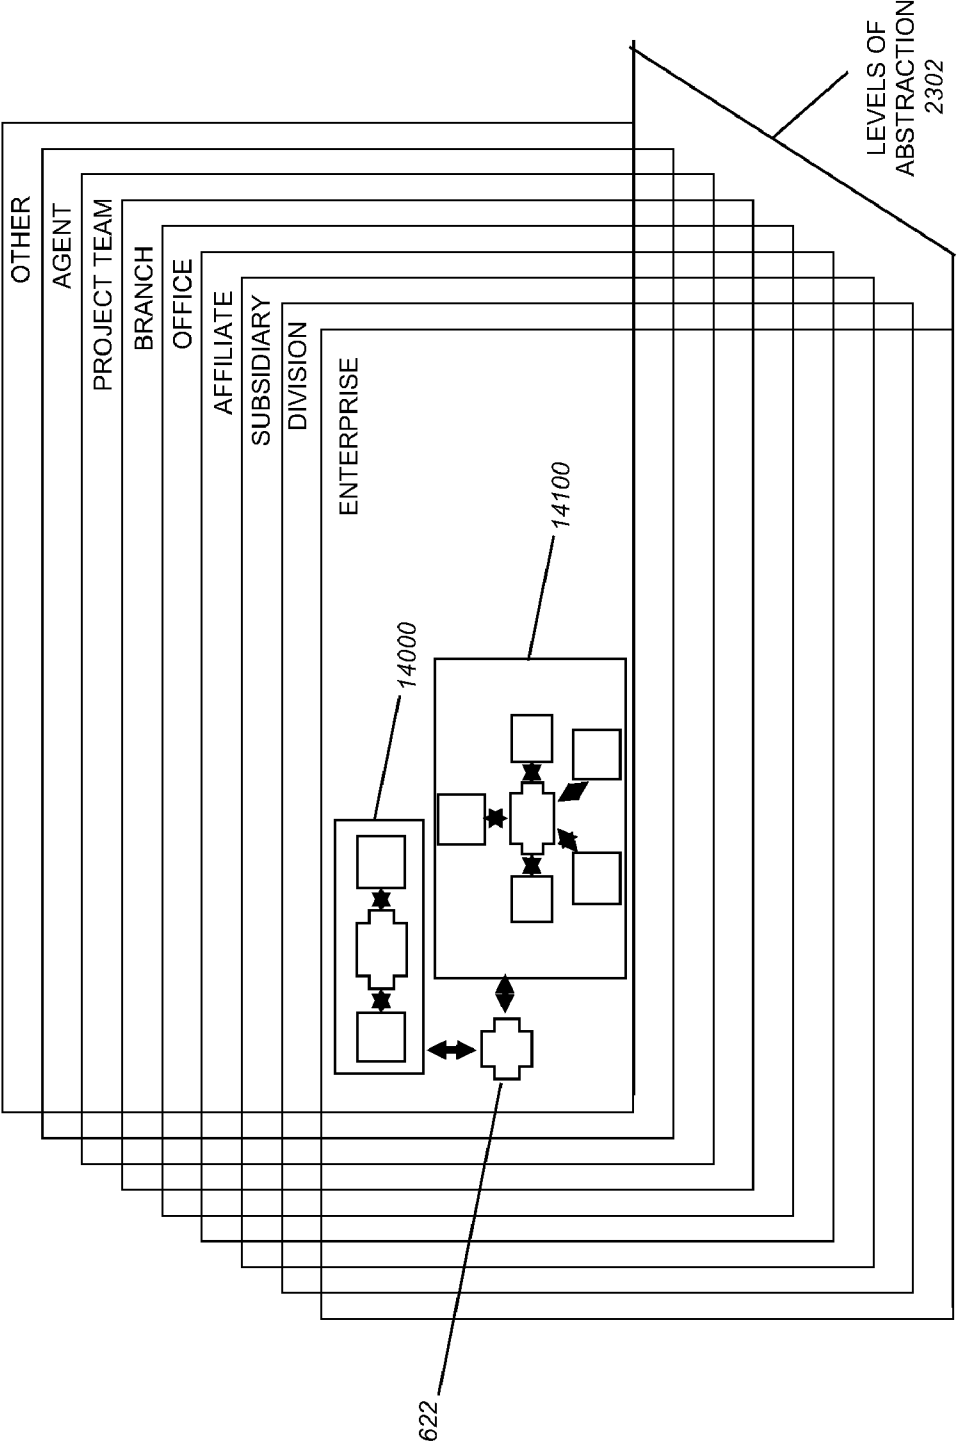 OTHER
AGENT
PROJECT TEAM
BRANCH
OFFICE
AFFILIATE
SUBSIDIARY
DIVISION
ENTERPRISE
14000
14100
622
LEVELS OF
ABSTRACTION
2302